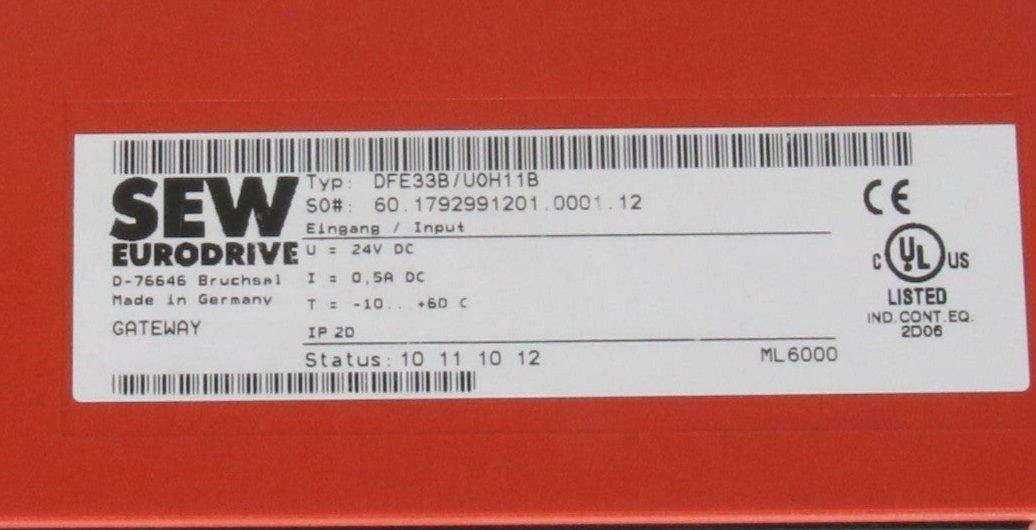 SEW
EURODRIVE
D-76646 Bruchsal
Made in Germany
GATEWAY
Typ: DFE33B/UOH11B
SO#: 60.1792991201.0001.12
Eingang / Input
U = 24V DC
I = 0,5A DC
T = -10... +60 C
IP 20
Status: 10 11 10 12
ML6000
CE
C UL US
LISTED
IND.CONT.EQ.
2D06